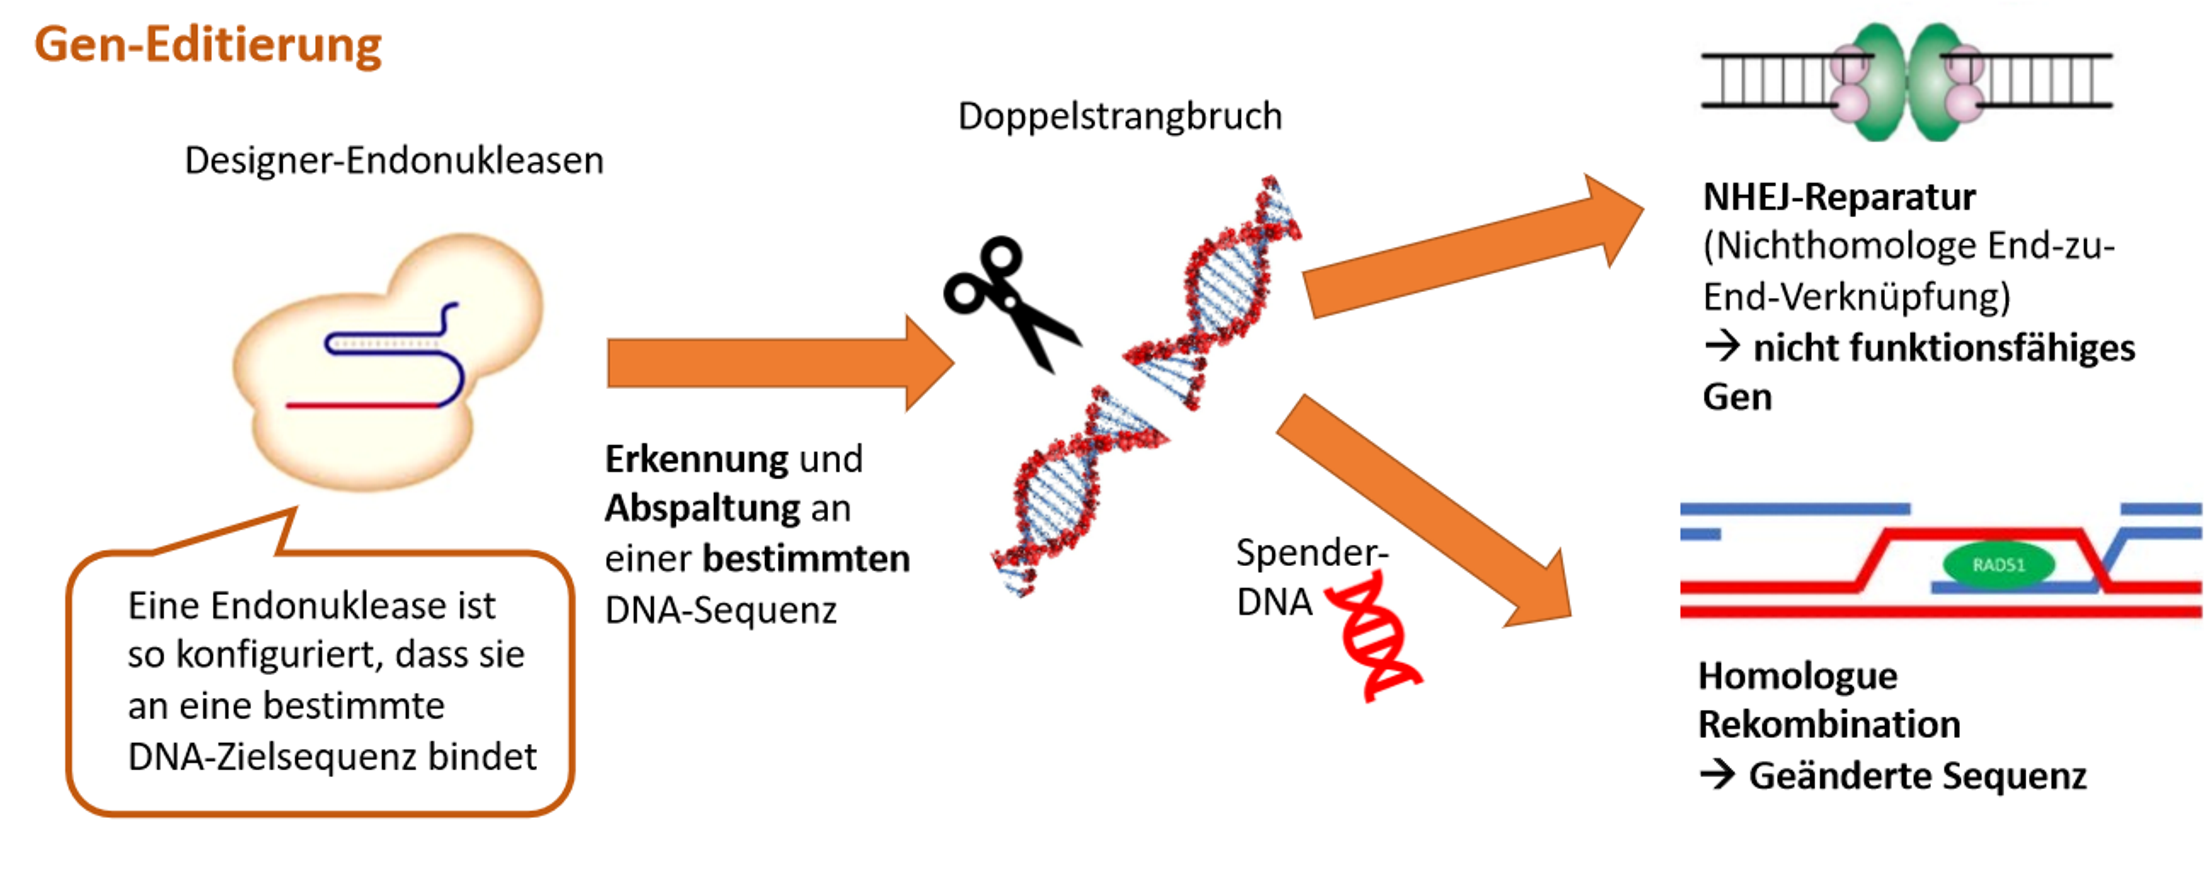 Gen-Editierung
Designer-Endonukleasen
Eine Endonuklease ist
so konfiguriert, dass sie
an eine bestimmte
DNA-Zielsequenz bindet
Erkennung und
Abspaltung an
einer bestimmten
DNA-Sequenz
Doppelstrangbruch
Spender-
DNA
NHEJ-Reparatur
(Nichthomologe End-zu-
End-Verknüpfung)
→ nicht funktionsfähiges
Gen
RAD51
Homologue
Rekombination
→ Geänderte Sequenz